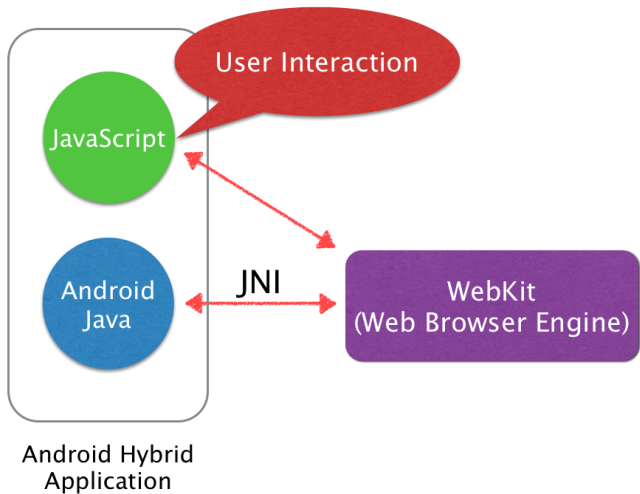 User Interaction
JavaScript
Android
Java
JNI
WebKit
(Web Browser Engine)
Android Hybrid
Application